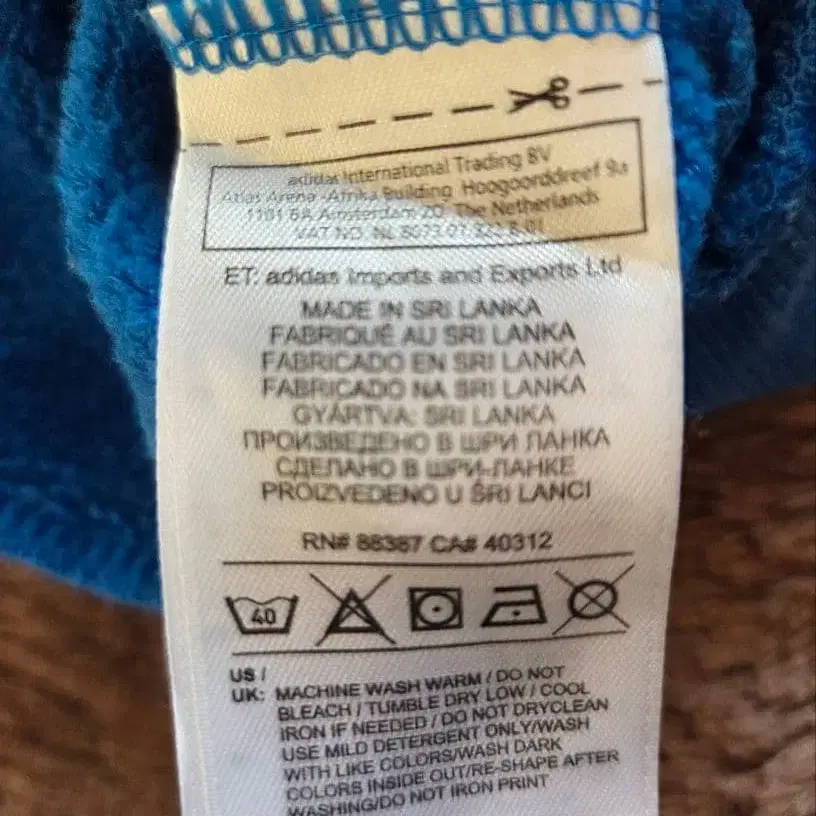 adidas International Trading BV
Atlas Arena -Afrika Building Hoogoorddreef 9a
1101 BA Amsterdam ZO The Netherlands
VAT NO. NL
ET: adidas Imports and Exports Ltd
MADE IN SRI LANKA
FABRIQUÉ AU SRI LANKA
FABRICADO EN SRI LANKA
FABRICADO NA SRI LANKA
GYÁRTVA: SRI LANKA
ПРОИЗВЕДЕНО В ШРИ ЛАНКА
СДЕЛАНО В ШРИ-ЛАНКЕ
PROIZVEDENO U ŠRI LANCI
RN# 88387 CA# 40312
40
US /
UK: MACHINE WASH WARM / DO NOT
BLEACH / TUMBLE DRY LOW / COOL
IRON IF NEEDED / DO NOT DRYCLEAN
USE MILD DETERGENT ONLY/WASH
WITH LIKE COLORS/WASH DARK
COLORS INSIDE OUT/RE-SHAPE AFTER
WASHING/DO NOT IRON PRINT